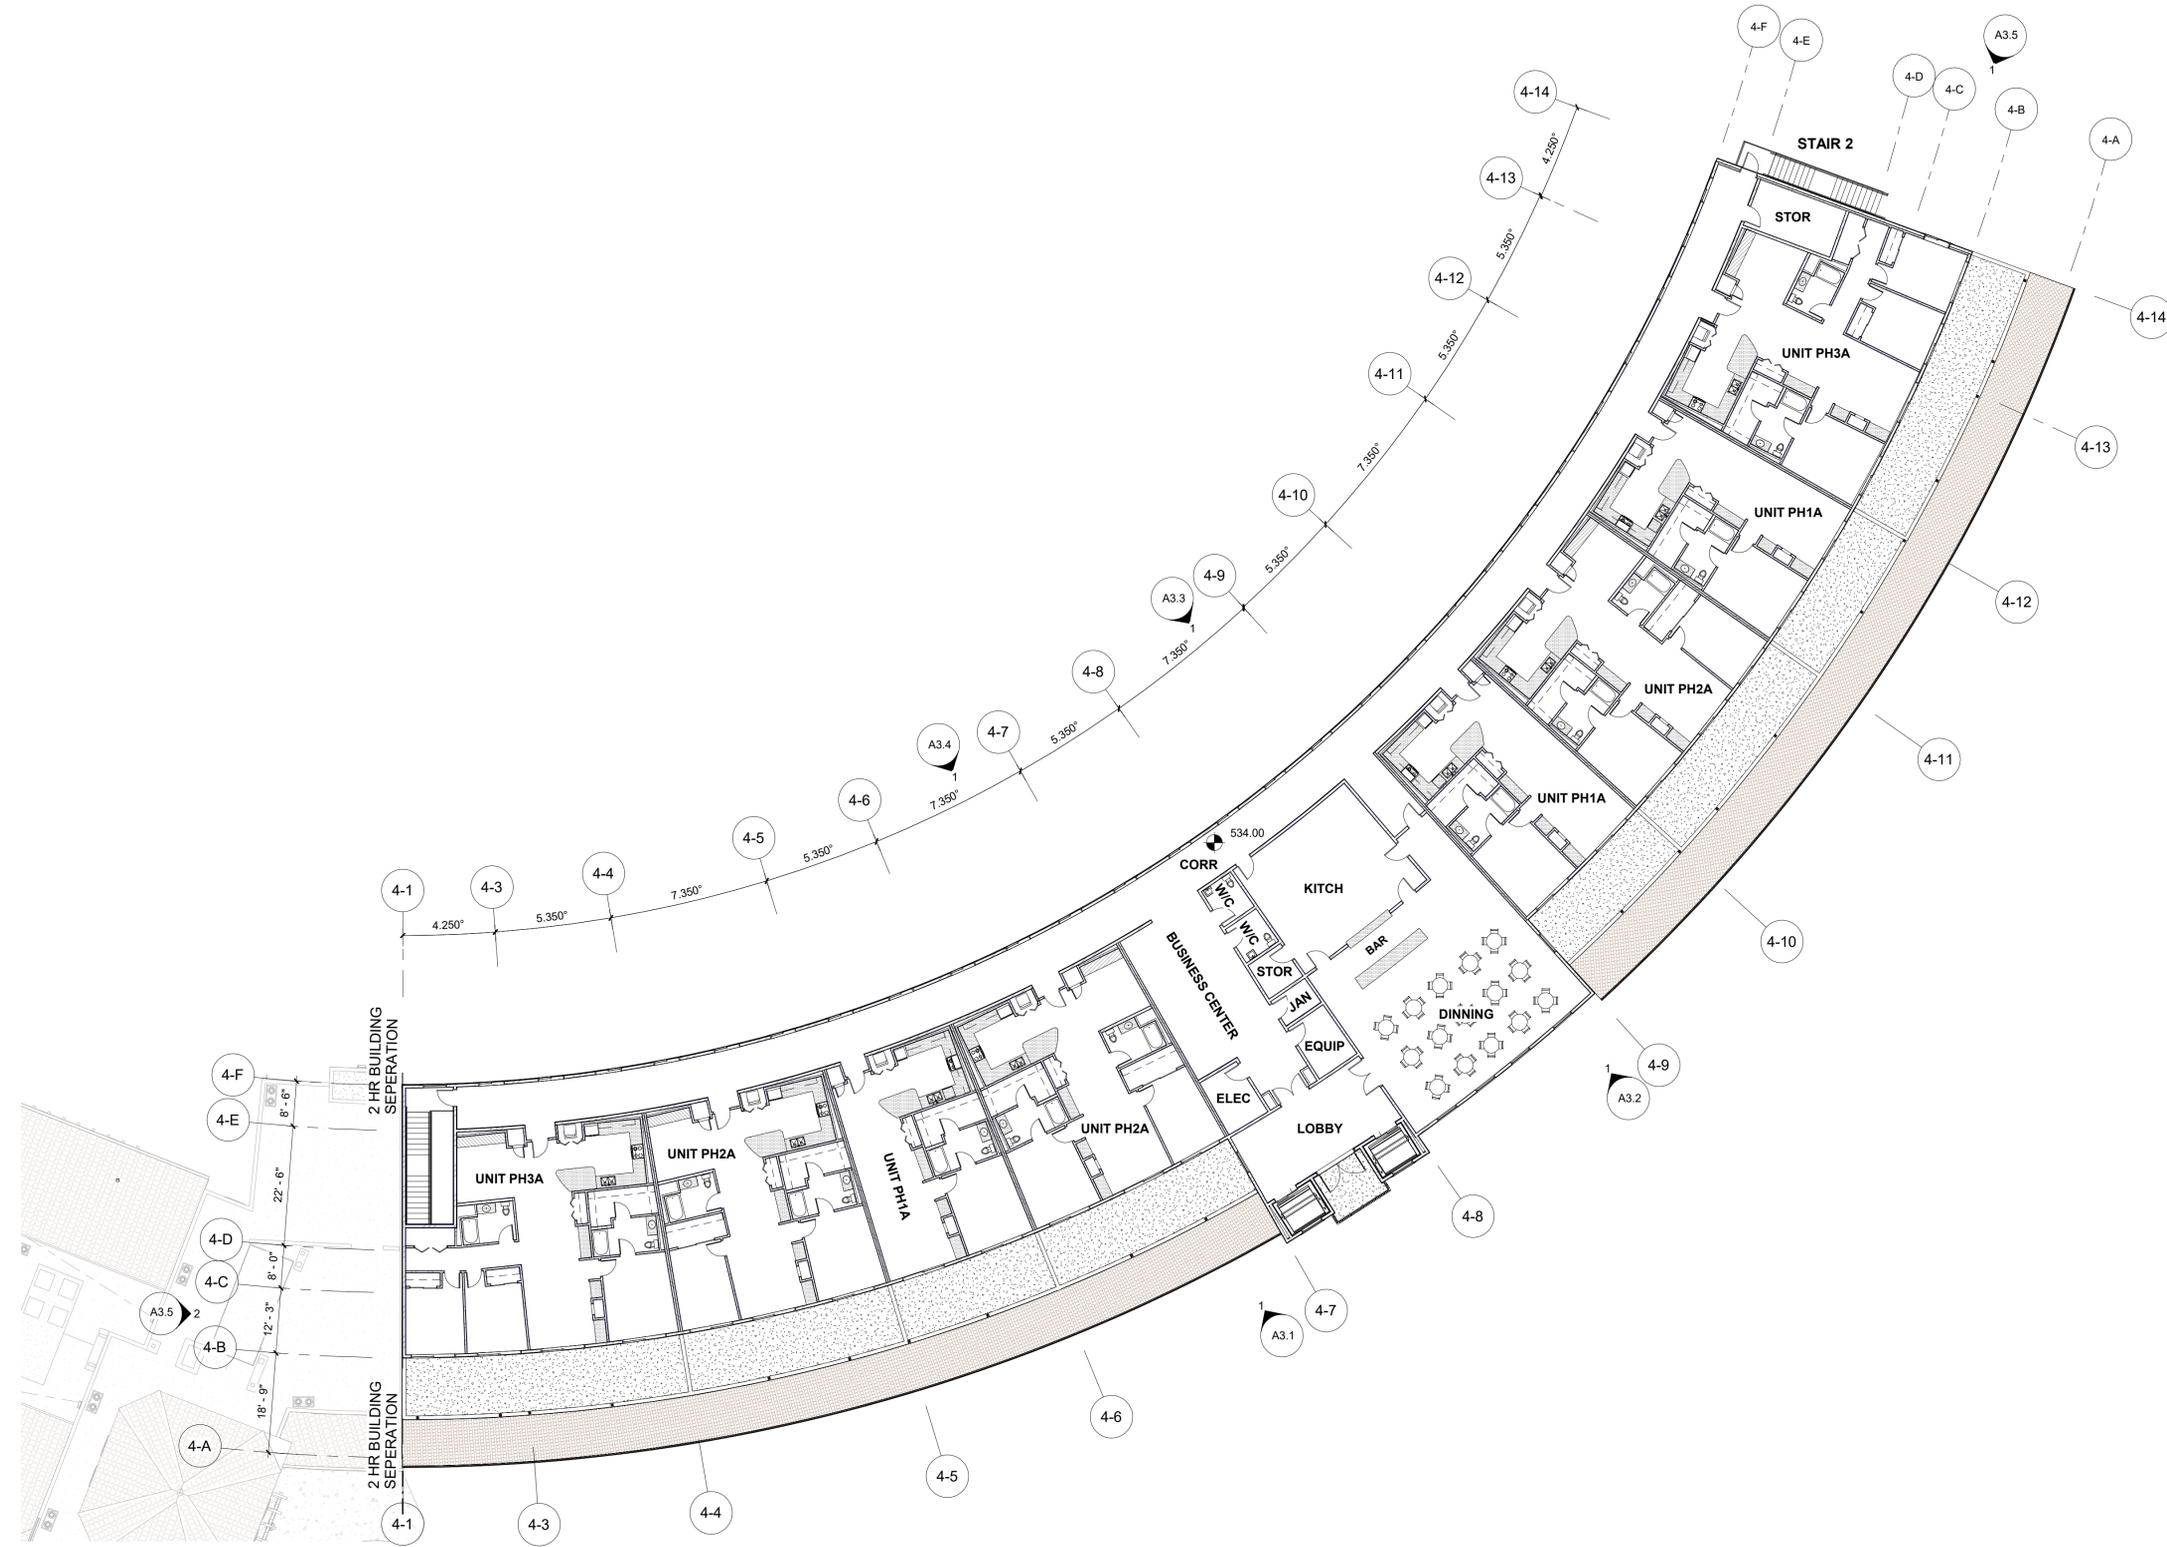 4-F
4-E
A3.5
1
4-D
4-C
4-B
4-A
4-14
4.250°
4-13
5.350°
4-12
5.350°
4-11
7.350°
4-10
5.350°
4-9
A3.3
1
7.350°
4-8
5.350°
4-7
A3.4
1
7.350°
4-6
5.350°
4-5
7.350°
4-4
5.350°
4-3
4.250°
4-1
STAIR 2
STOR
UNIT PH3A
4-14
4-13
UNIT PH1A
4-12
UNIT PH2A
4-11
UNIT PH1A
4-10
534.00
CORR
KITCH
W/C
W/C
BAR
STOR
JAN
BUSINESS CENTER
DINNING
EQUIP
ELEC
LOBBY
4-9
1
A3.2
4-8
4-7
1
A3.1
2 HR BUILDING
SEPERATION
UNIT PH3A
UNIT PH2A
UNIT PH1A
UNIT PH2A
4-F
8' - 6"
4-E
22' - 6"
4-D
8' - 0"
4-C
A3.5
2
12' - 3"
4-B
18' - 9"
4-A
2 HR BUILDING
SEPERATION
4-1
4-3
4-4
4-5
4-6